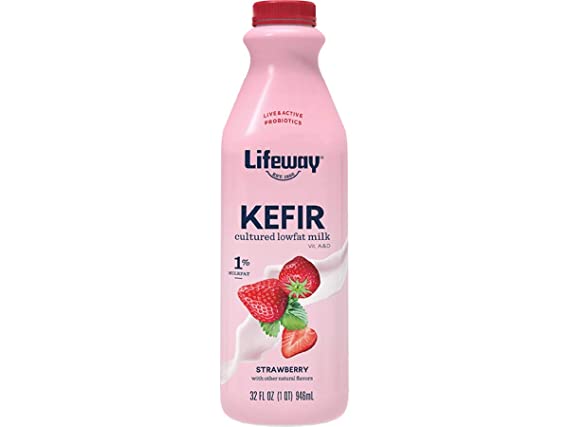 LIVE & ACTIVE
PROBIOTICS
Lifeway®
EST. 1986
KEFIR
cultured lowfat milk
Vit. A&D
1%
MILKFAT
STRAWBERRY
with other natural flavors
32 FL OZ (1 QT) 946mL